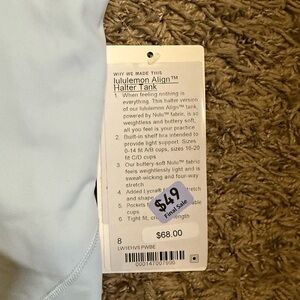 WHY WE MADE THIS
lululemon Align™
Halter Tank
1. When feeling nothing is
everything. This halter version
of our lululemon Align™ tank,
powered by Nulu™ fabric, is so
weightless and buttery soft,
all you feel is your practice
2. Built-in shelf bra intended to
provide light support. Sizes
0-14 fit A/B cups, sizes 16-20
fit C/D cups
3. Our buttery-soft Nulu™ fabric
feels weightlessly light and is
sweat-wicking and four-way
stretch
4. Added Lycra® stretch
and shape
5. Pockets cups
6. Tight fit,
$49
Final Sale
8
$68.00